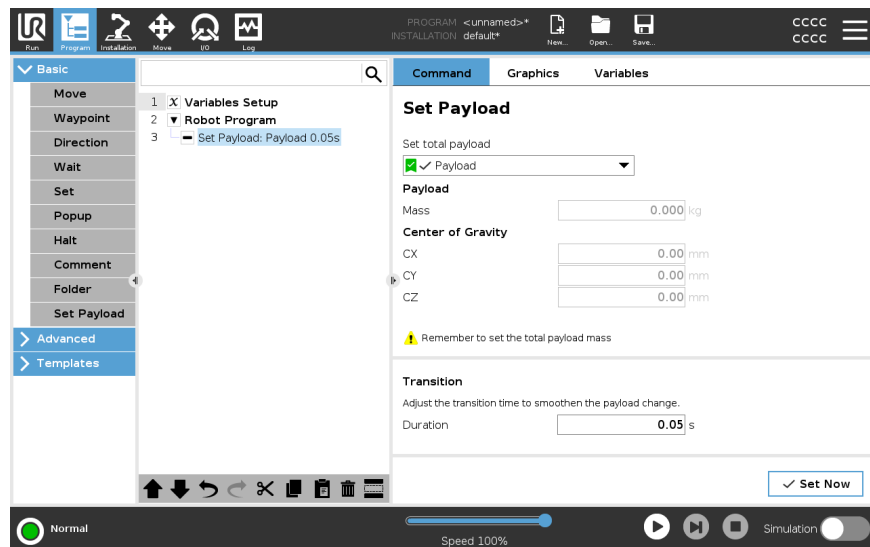 PROGRAM <unnamed>*
INSTALLATION default*
Run Program Installation Move I/O Log New... Open... Save...
CCCC
CCCC
Basic
Move
Waypoint
Direction
Wait
Set
Popup
Halt
Comment
Folder
Set Payload
Advanced
Templates
1 X Variables Setup
2 Robot Program
3 Set Payload: Payload 0.05s
Command Graphics Variables
Set Payload
Set total payload
Payload
Payload
Mass 0.000 kg
Center of Gravity
CX 0.00 mm
CY 0.00 mm
CZ 0.00 mm
Remember to set the total payload mass
Transition
Adjust the transition time to smoothen the payload change.
Duration 0.05 s
Set Now
Normal
Speed 100%
Simulation